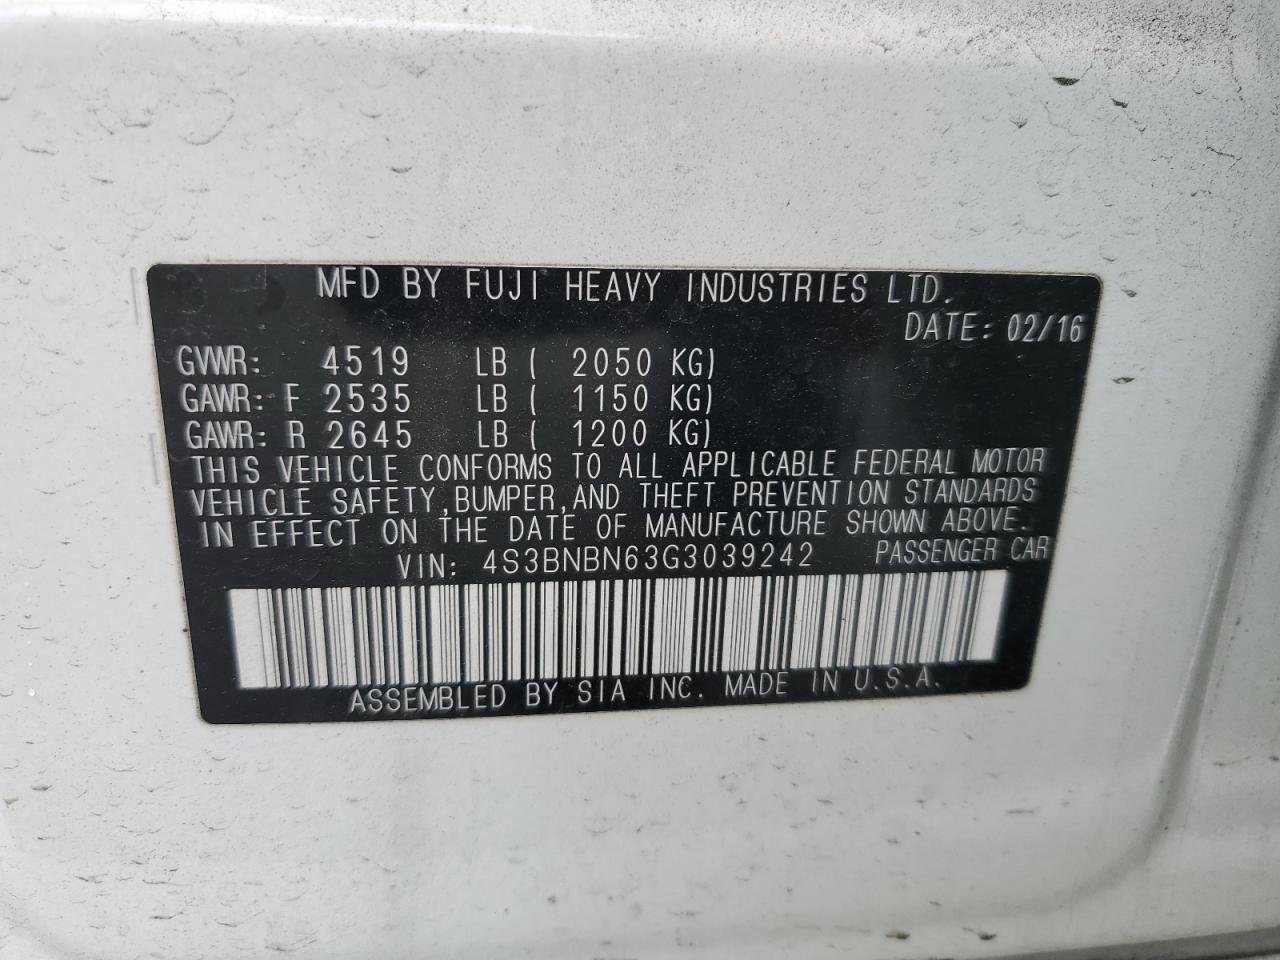 MFD BY FUJI HEAVY INDUSTRIES LTD.
DATE: 02/16
GVWR: 4519 LB ( 2050 KG)
GAWR: F 2535 LB ( 1150 KG)
GAWR: R 2645 LB ( 1200 KG)
THIS VEHICLE CONFORMS TO ALL APPLICABLE FEDERAL MOTOR
VEHICLE SAFETY,BUMPER,AND THEFT PREVENTION STANDARDS
IN EFFECT ON THE DATE OF MANUFACTURE SHOWN ABOVE.
VIN: 4S3BNBN63G3039242 PASSENGER CAR
ASSEMBLED BY SIA INC. MADE IN U.S.A.